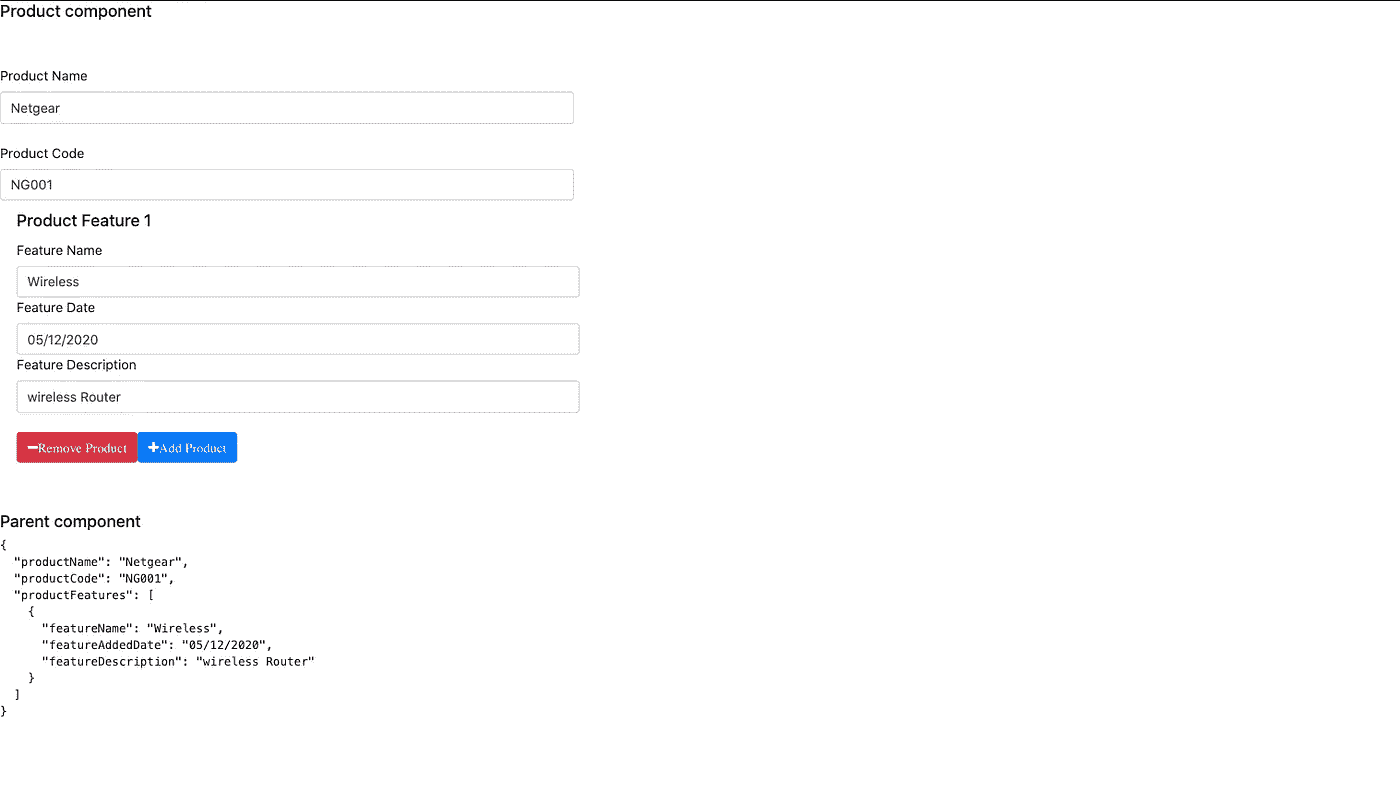 Product component
Product Name
Netgear
Product Code
NG001
Product Feature 1
Feature Name
Wireless
Feature Date
05/12/2020
Feature Description
wireless Router
Remove Product Add Product
Parent component
{
  "productName": "Netgear",
  "productCode": "NG001",
  "productFeatures": [
    {
      "featureName": "Wireless",
      "featureAddedDate": "05/12/2020",
      "featureDescription": "wireless Router"
    }
  ]
}